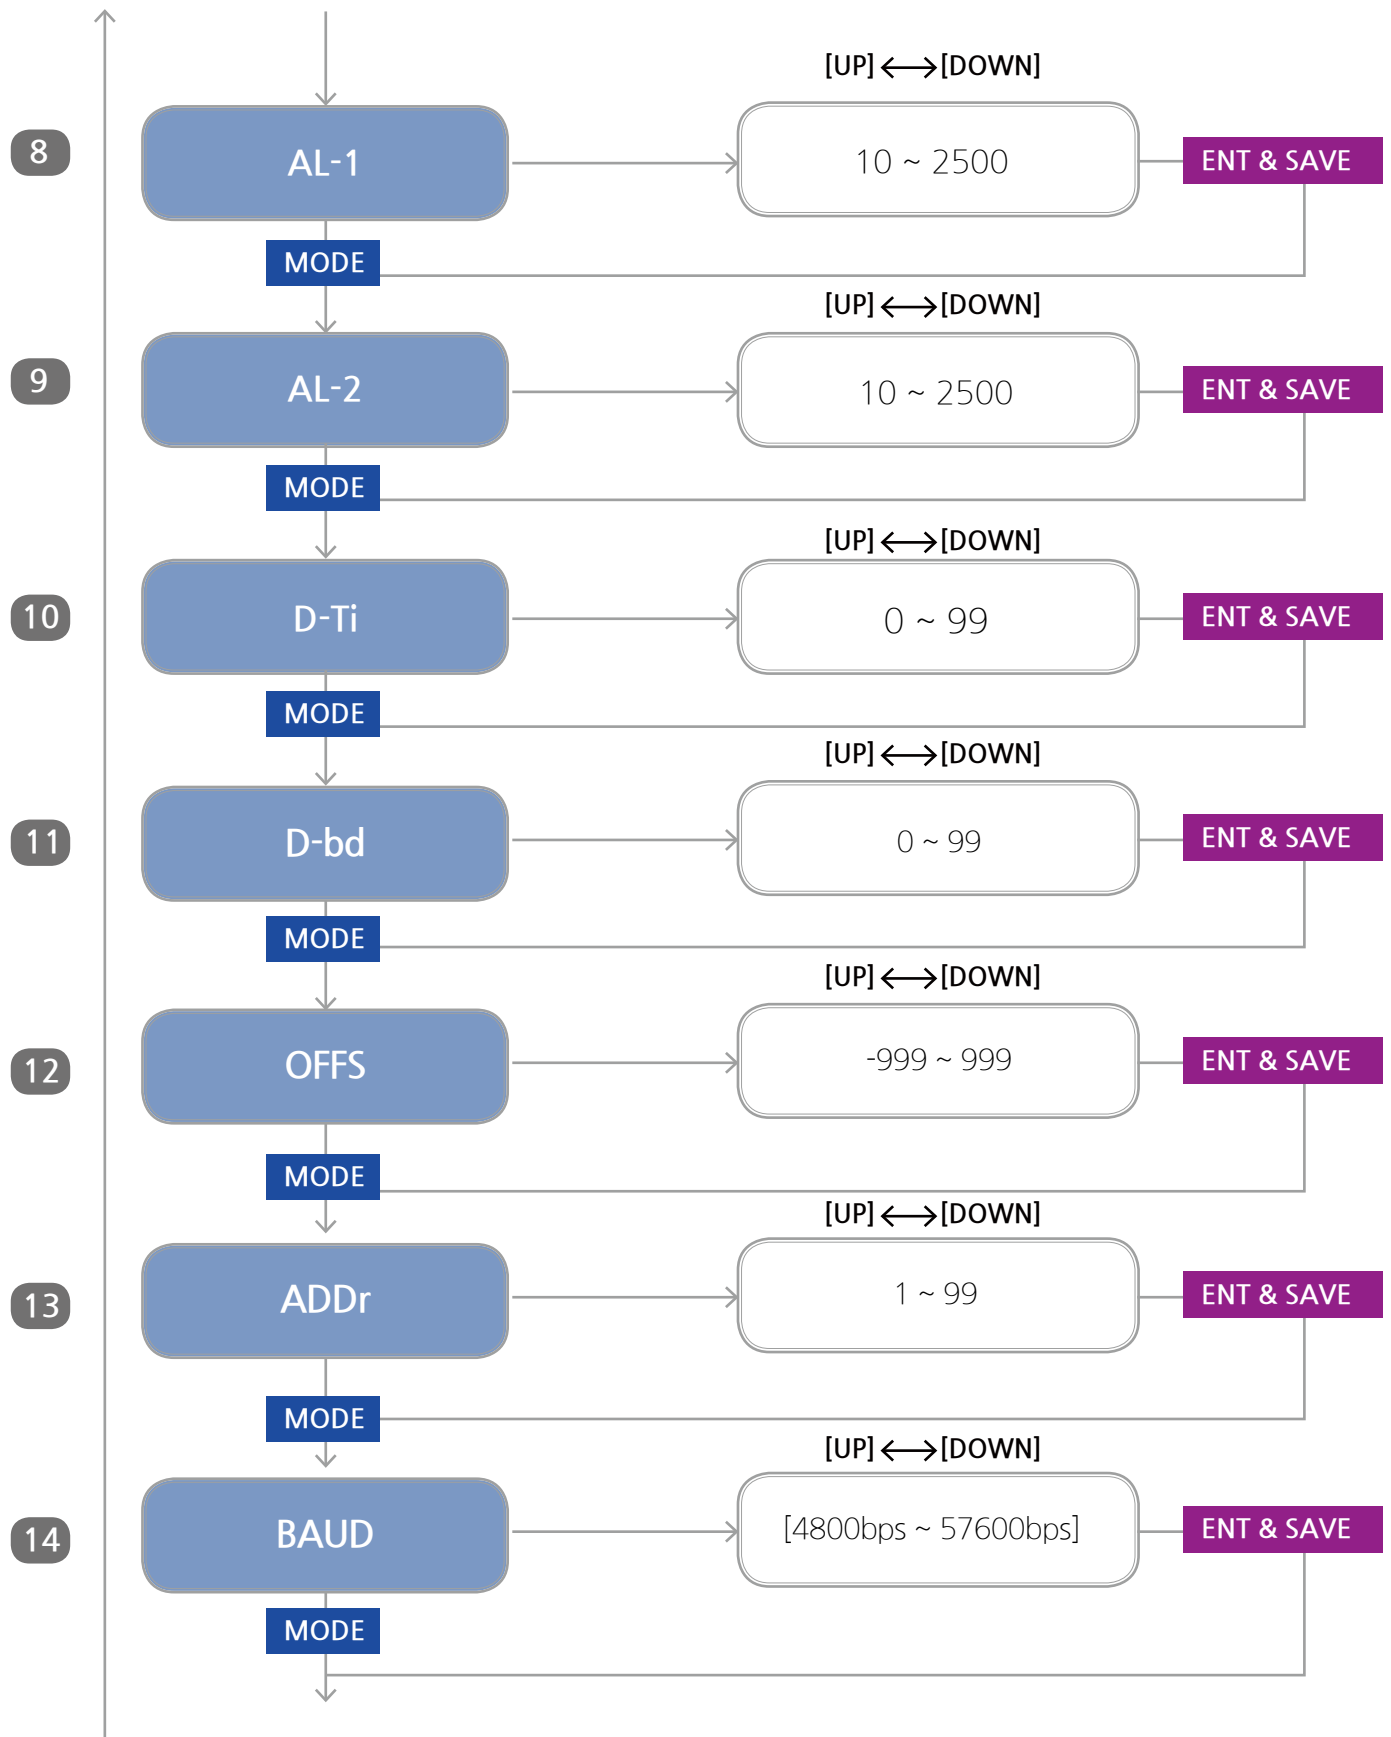 [UP] ⟷ [DOWN]
8
AL-1
10 ~ 2500
ENT & SAVE
MODE
[UP] ⟷ [DOWN]
9
AL-2
10 ~ 2500
ENT & SAVE
MODE
[UP] ⟷ [DOWN]
10
D-Ti
0 ~ 99
ENT & SAVE
MODE
[UP] ⟷ [DOWN]
11
D-bd
0 ~ 99
ENT & SAVE
MODE
[UP] ⟷ [DOWN]
12
OFFS
-999 ~ 999
ENT & SAVE
MODE
[UP] ⟷ [DOWN]
13
ADDr
1 ~ 99
ENT & SAVE
MODE
[UP] ⟷ [DOWN]
14
BAUD
[4800bps ~ 57600bps]
ENT & SAVE
MODE